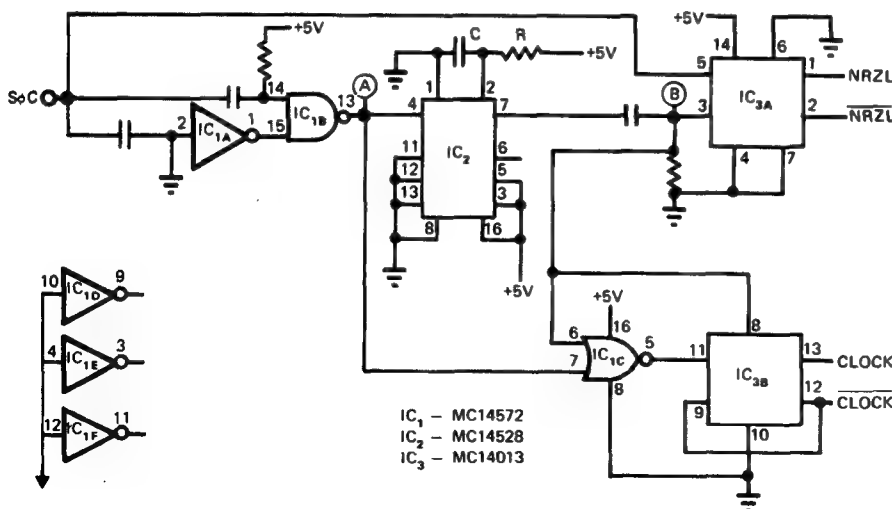 +5V
+5V
C
R
+5V
14
6
5
1
NRZL
SφC
14
13
A
1
2
B
IC3A
IC1B
2
1
15
4
7
3
2
NRZL
IC1A
11
6
4
7
12
IC2
5
13
3
8
16
10
9
IC1D
+5V
+5V
8
4
3
IC1E
6
16
5
11
13
CLOCK
7
IC1C
IC3B
12
CLOCK
12
11
IC1F
8
9
10
IC1 – MC14572
IC2 – MC14528
IC3 – MC14013